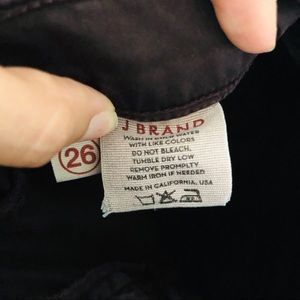 J BRAND
26
WASH IN COLD WATER
WITH LIKE COLORS
DO NOT BLEACH.
TUMBLE DRY LOW
REMOVE PROMPTLY
WARM IRON IF NEEDED
MADE IN CALIFORNIA, USA